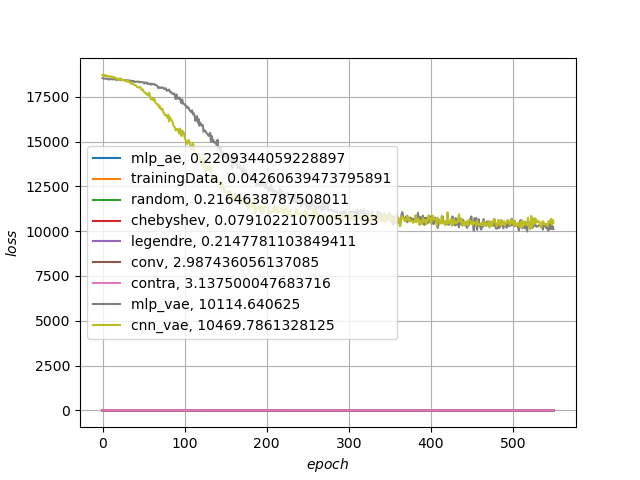 17500
15000
12500
10000
7500
5000
2500
0
loss
mlp_ae, 0.2209344059228897
trainingData, 0.04260639473795891
random, 0.2164638787508011
chebyshev, 0.07910221070051193
legendre, 0.2147781103849411
conv, 2.987436056137085
contra, 3.137500047683716
mlp_vae, 10114.640625
cnn_vae, 10469.7861328125
0 100 200 300 400 500
epoch